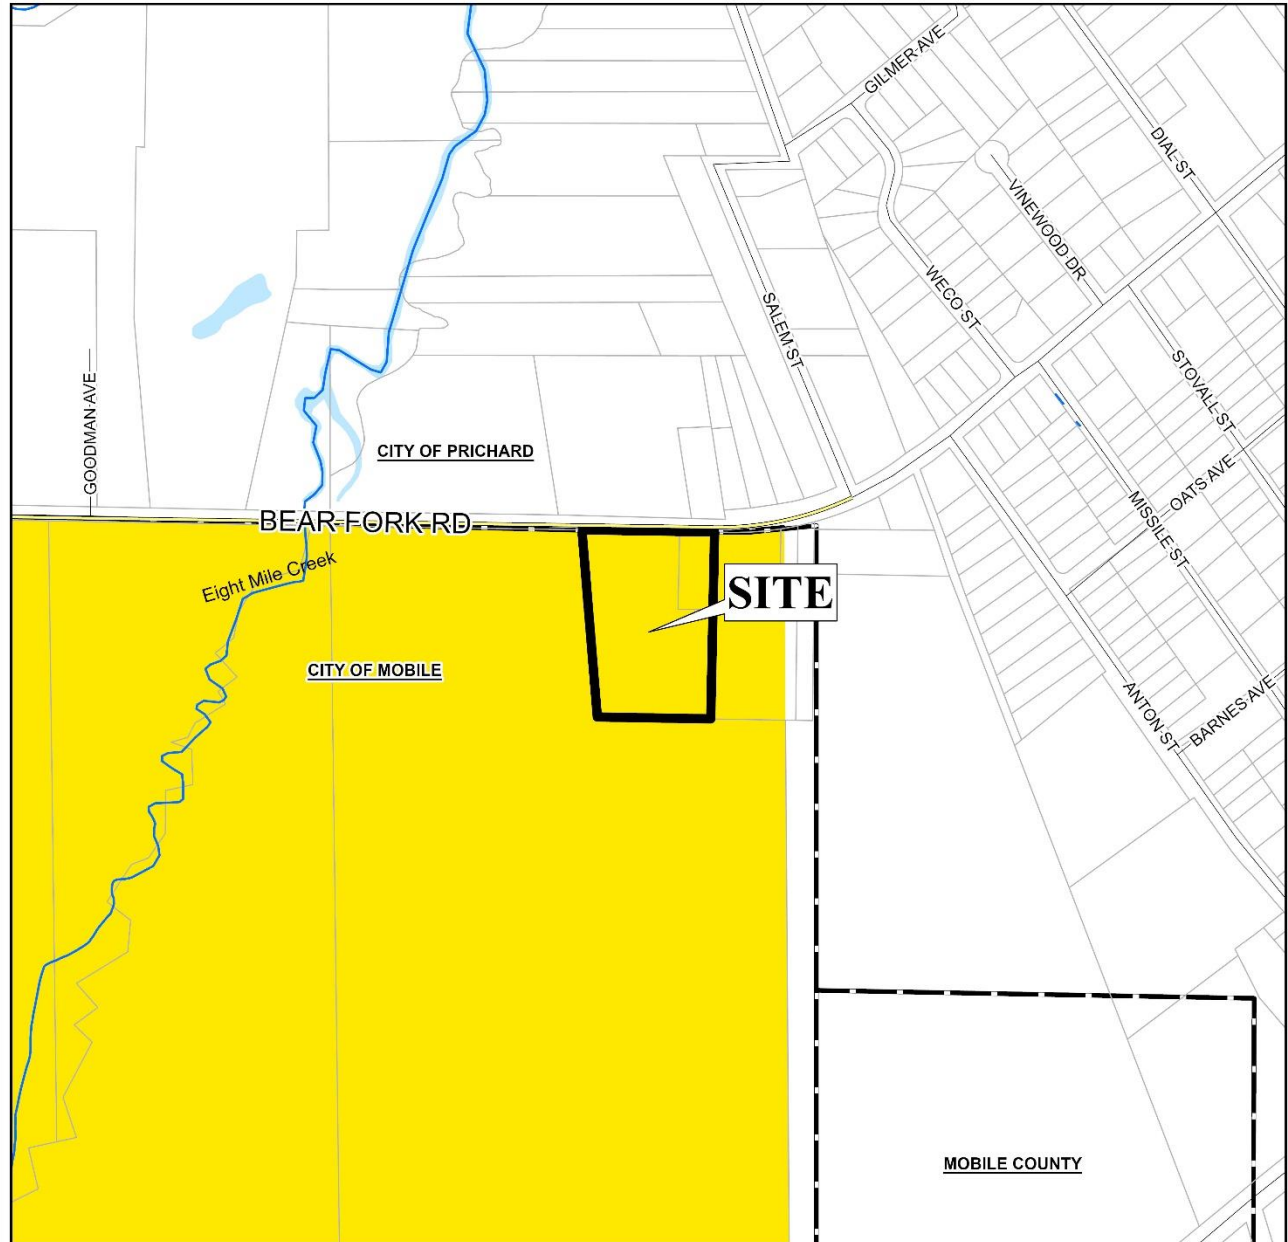 GILMER AVE
DIAL ST
VINEWOOD DR
WECO ST
SALEM ST
STOVALL ST
GOODMAN AVE
CITY OF PRICHARD
OATS AVE
MISSILE ST
BEAR FORK RD
Eight Mile Creek
SITE
CITY OF MOBILE
ANTON ST
BARNES AVE
MOBILE COUNTY